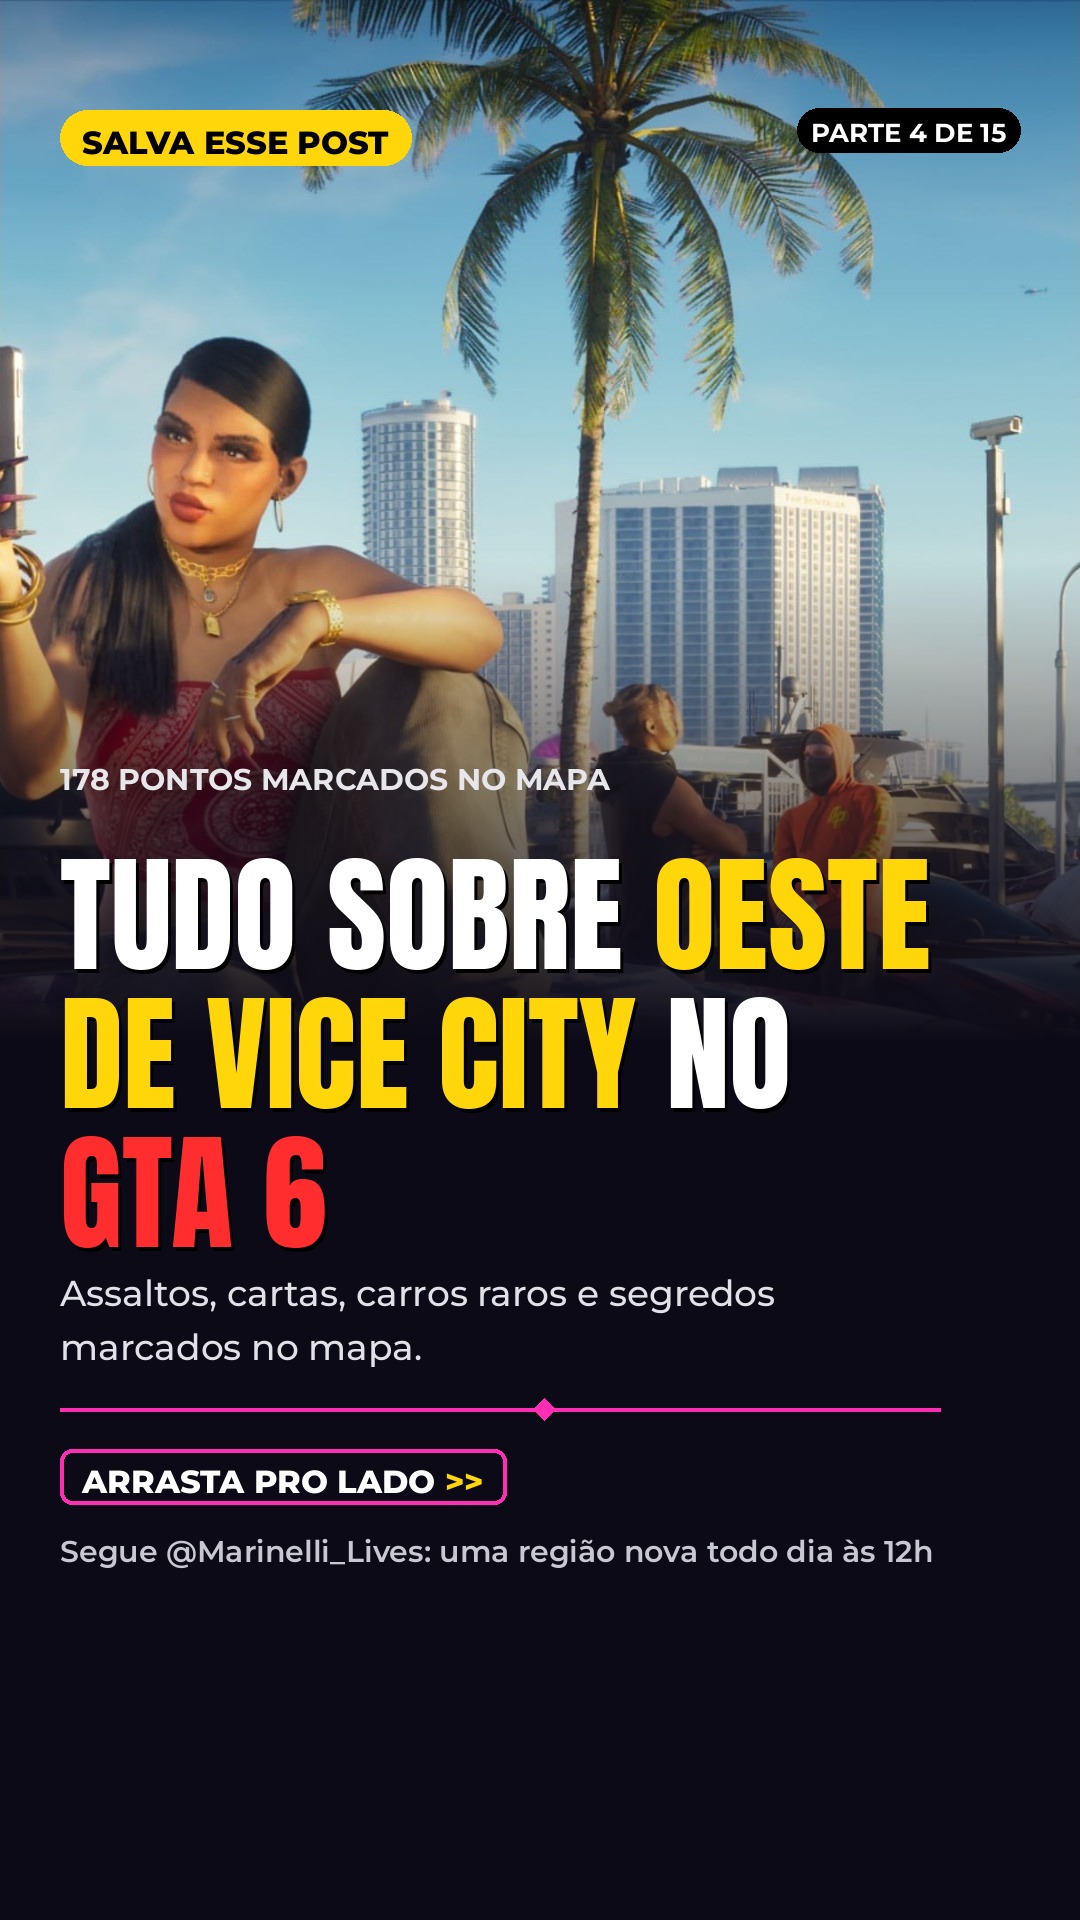 SALVA ESSE POST
PARTE 4 DE 15
178 PONTOS MARCADOS NO MAPA
TUDO SOBRE OESTE
DE VICE CITY NO
GTA 6
Assaltos, cartas, carros raros e segredos
marcados no mapa.
ARRASTA PRO LADO >>
Segue @Marinelli_Lives: uma região nova todo dia às 12h